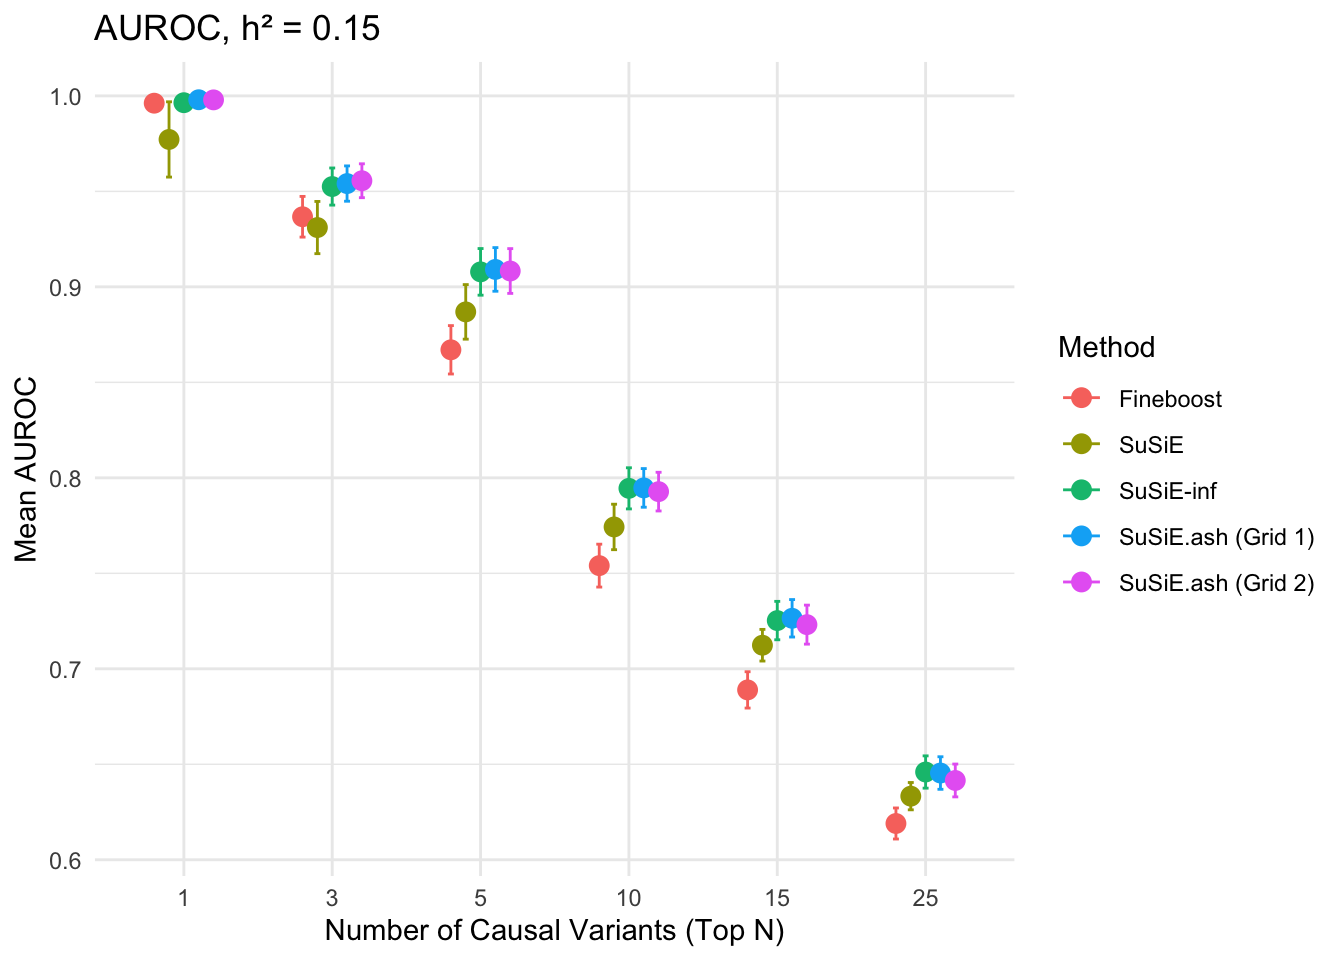 AUROC, h² = 0.15
Mean AUROC
1.0
0.9
0.8
0.7
0.6
1 3 5 10 15 25
Number of Causal Variants (Top N)
Method
Fineboost
SuSiE
SuSiE-inf
SuSiE.ash (Grid 1)
SuSiE.ash (Grid 2)